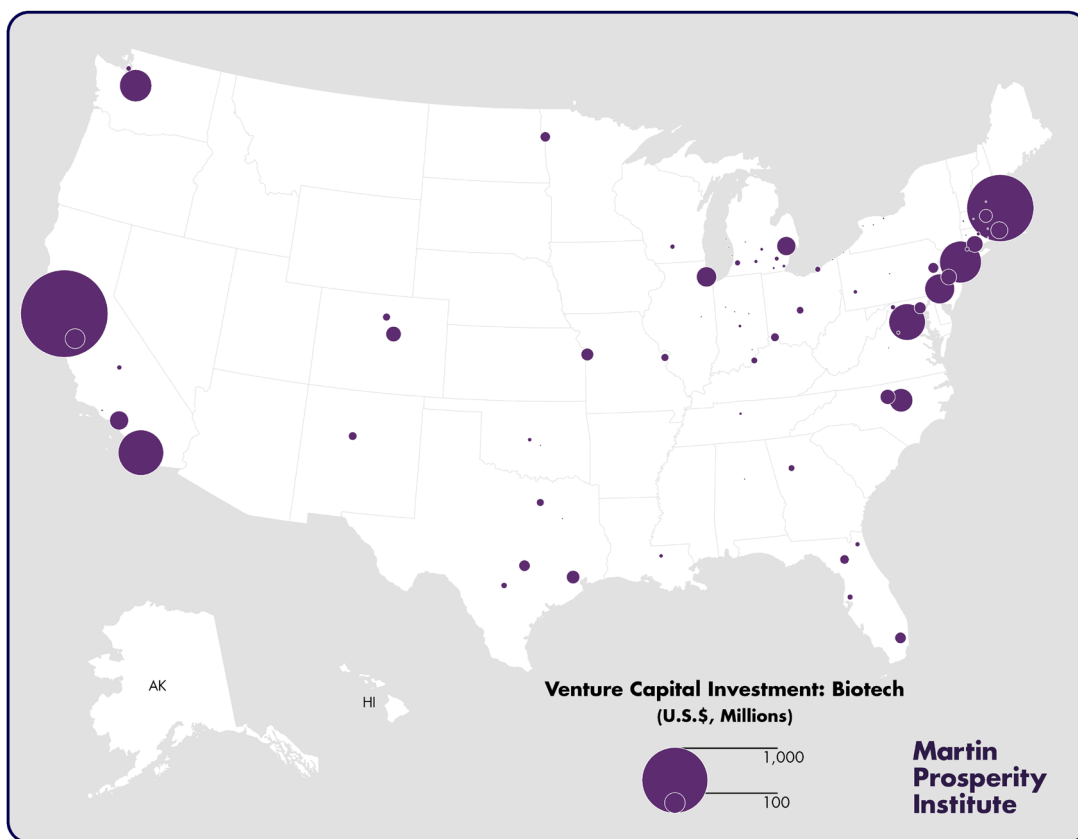 AK
HI
Venture Capital Investment: Biotech
(U.S.$, Millions)
1,000
100
Martin
Prosperity
Institute